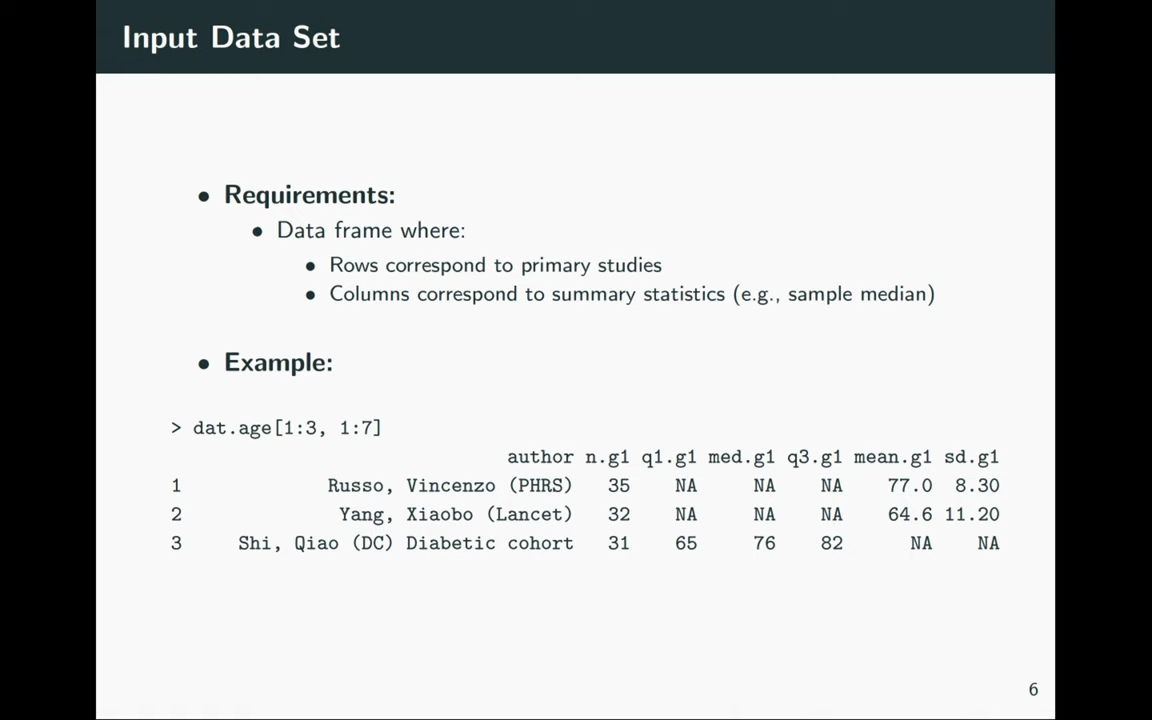 Input Data Set
• Requirements:
• Data frame where:
• Rows correspond to primary studies
• Columns correspond to summary statistics (e.g., sample median)
• Example:
> dat.age[1:3, 1:7]
author n.g1 q1.g1 med.g1 q3.g1 mean.g1 sd.g1
1 Russo, Vincenzo (PHRS) 35 NA NA NA 77.0 8.30
2 Yang, Xiaobo (Lancet) 32 NA NA NA 64.6 11.20
3 Shi, Qiao (DC) Diabetic cohort 31 65 76 82 NA NA
6